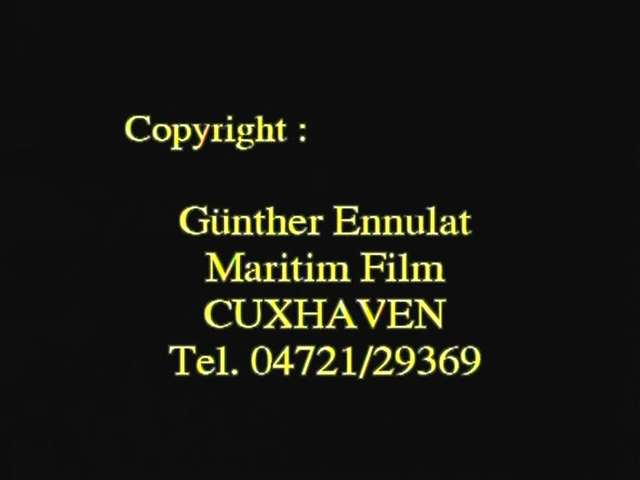 Copyright :
Günther Ennulat
Maritim Film
CUXHAVEN
Tel. 04721/29369